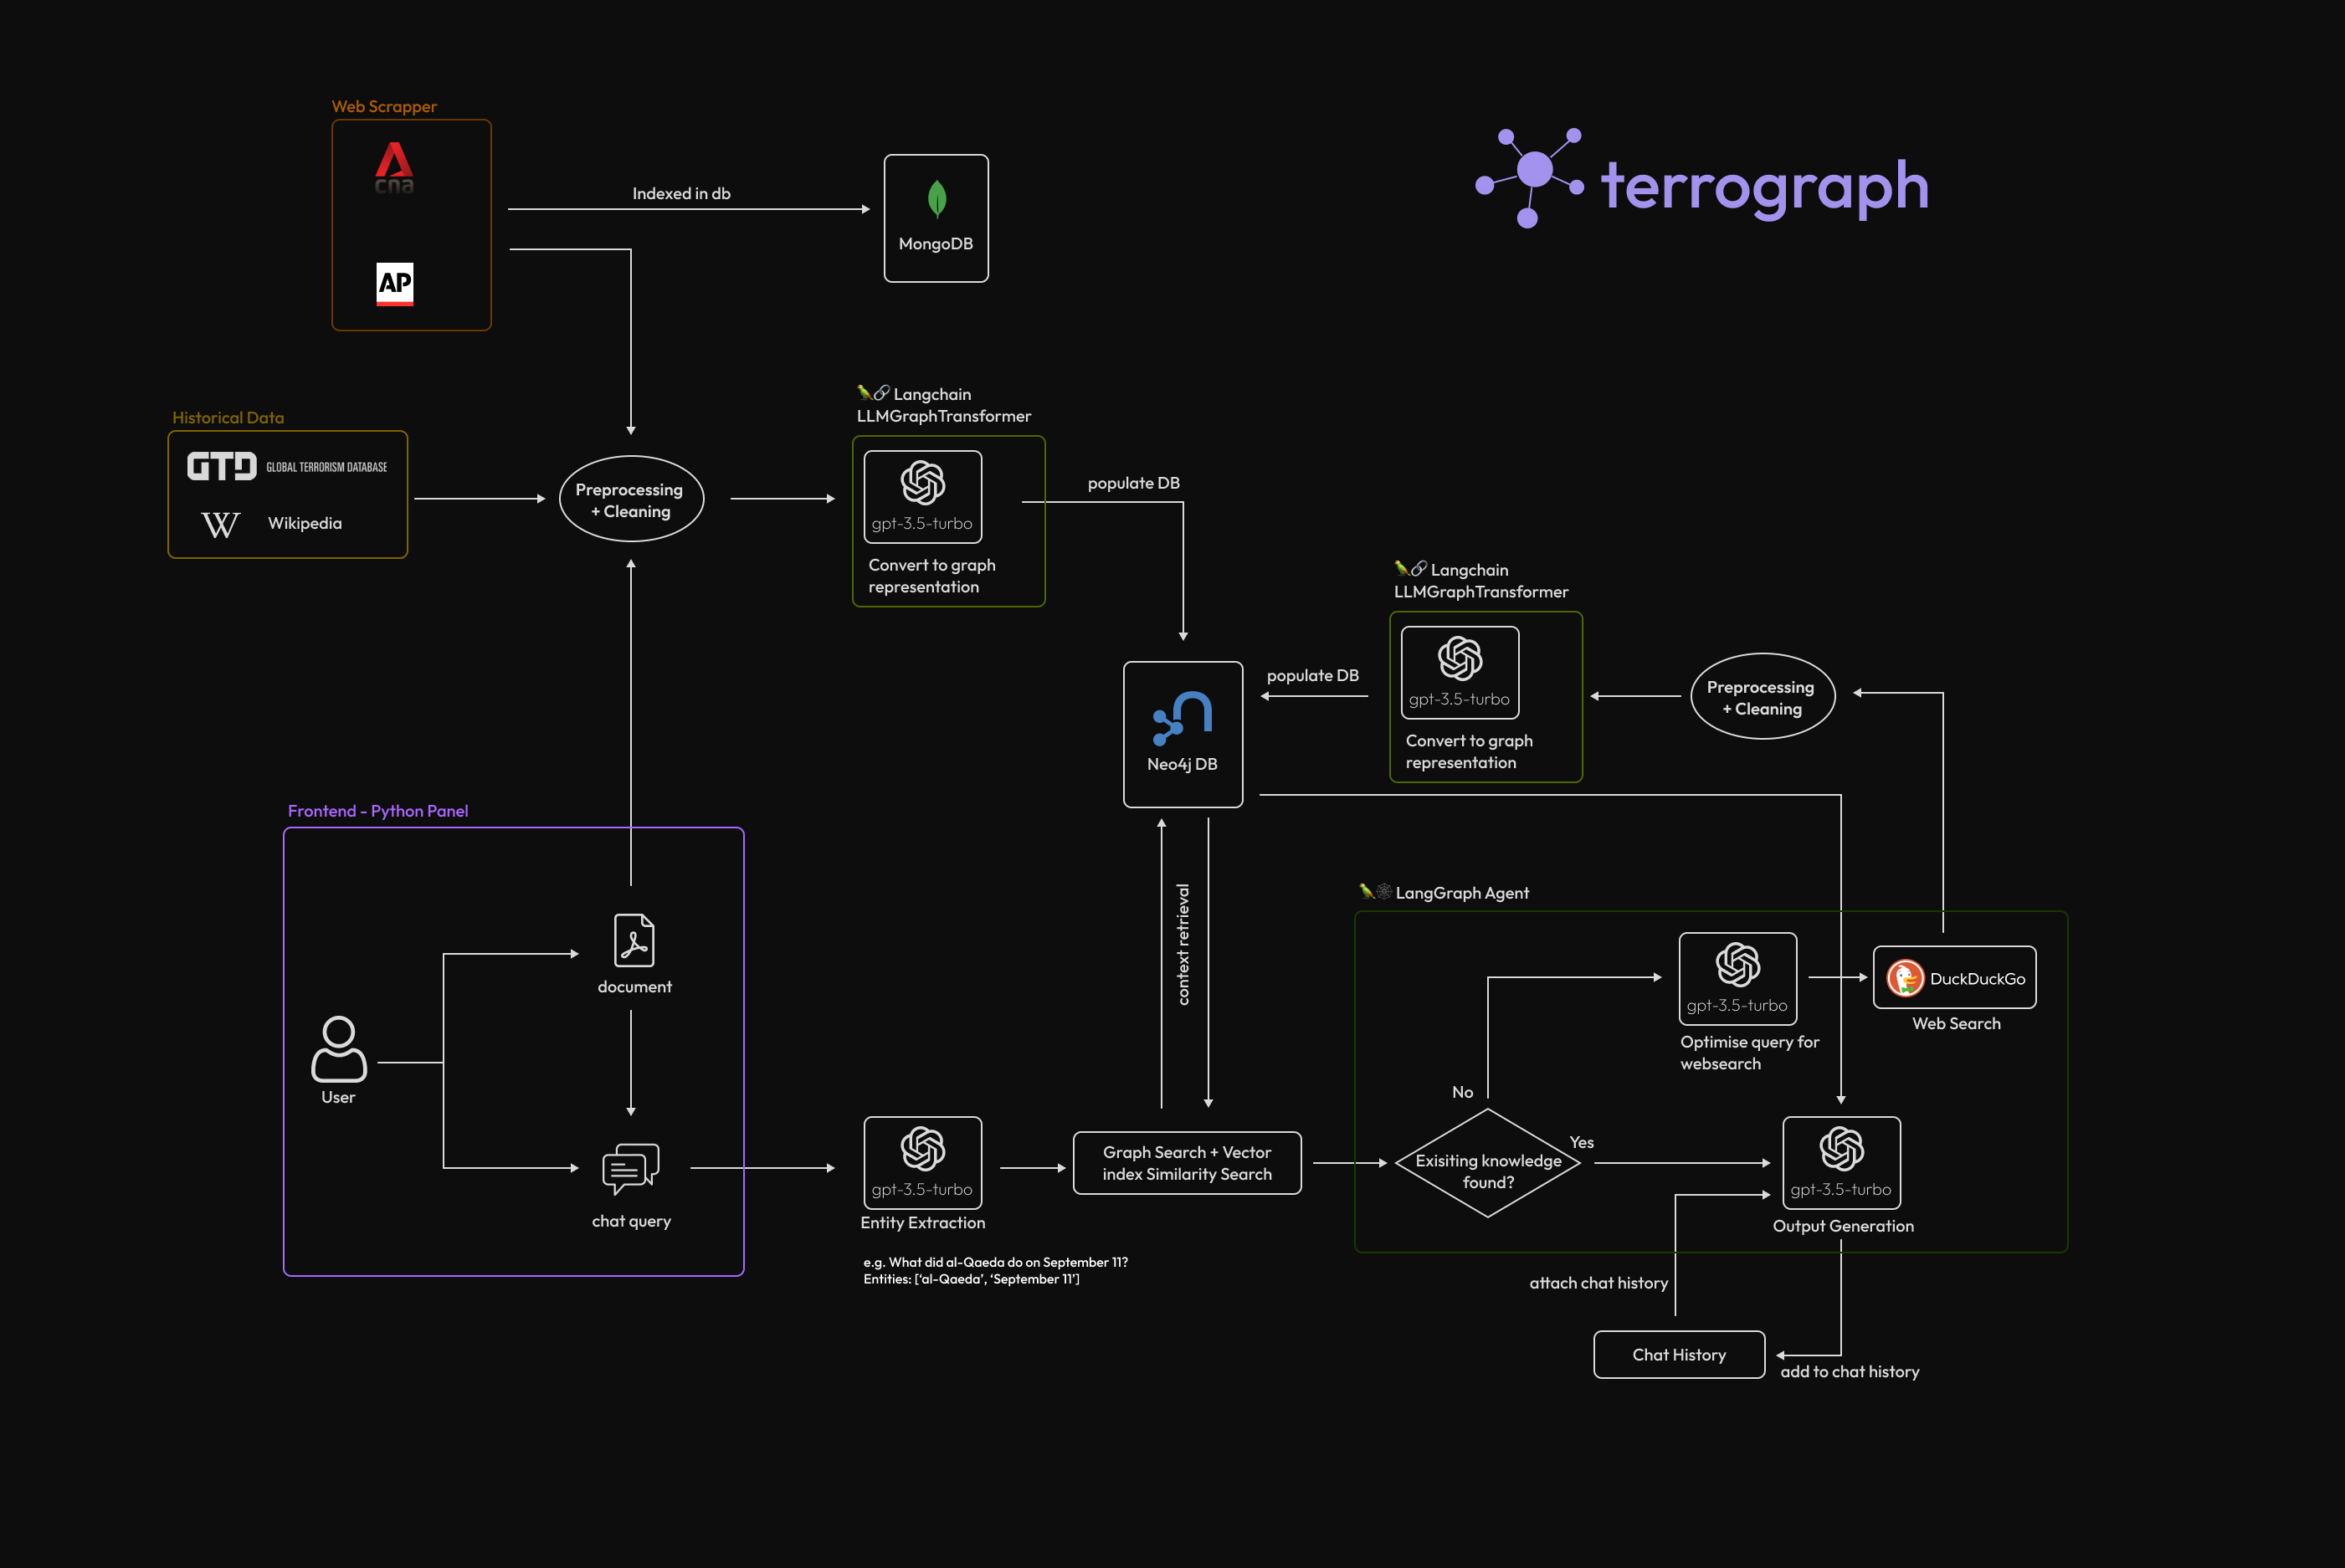 Web Scrapper
cna
AP
Indexed in db
MongoDB
terrograph
Historical Data
GTD GLOBAL TERRORISM DATABASE
W Wikipedia
Preprocessing
+ Cleaning
Langchain
LLMGraphTransformer
gpt-3.5-turbo
Convert to graph
representation
populate DB
Neo4j DB
populate DB
Langchain
LLMGraphTransformer
gpt-3.5-turbo
Convert to graph
representation
Preprocessing
+ Cleaning
Frontend - Python Panel
User
document
chat query
gpt-3.5-turbo
Entity Extraction
e.g. What did al-Qaeda do on September 11?
Entities: [‘al-Qaeda’, ‘September 11’]
context retrieval
Graph Search + Vector
index Similarity Search
LangGraph Agent
Exisiting knowledge
found?
No
Yes
gpt-3.5-turbo
Optimise query for
websearch
DuckDuckGo
Web Search
gpt-3.5-turbo
Output Generation
attach chat history
Chat History
add to chat history